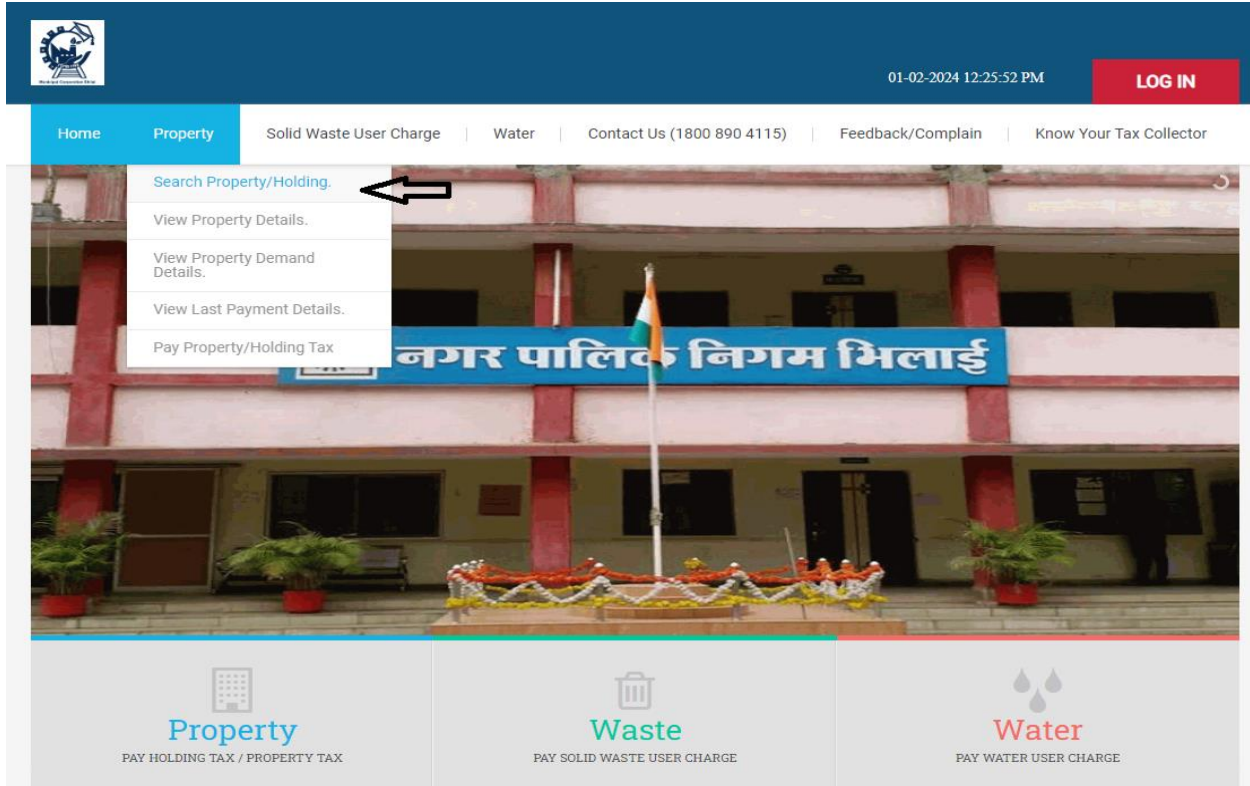 Municipal Corporation Bhilai
01-02-2024 12:25:52 PM
LOG IN
Home
Property
Solid Waste User Charge
Water
Contact Us (1800 890 4115)
Feedback/Complain
Know Your Tax Collector
Search Property/Holding.
View Property Details.
View Property Demand
Details.
View Last Payment Details.
Pay Property/Holding Tax
नगर पालिक निगम भिलाई
Property
PAY HOLDING TAX / PROPERTY TAX
Waste
PAY SOLID WASTE USER CHARGE
Water
PAY WATER USER CHARGE